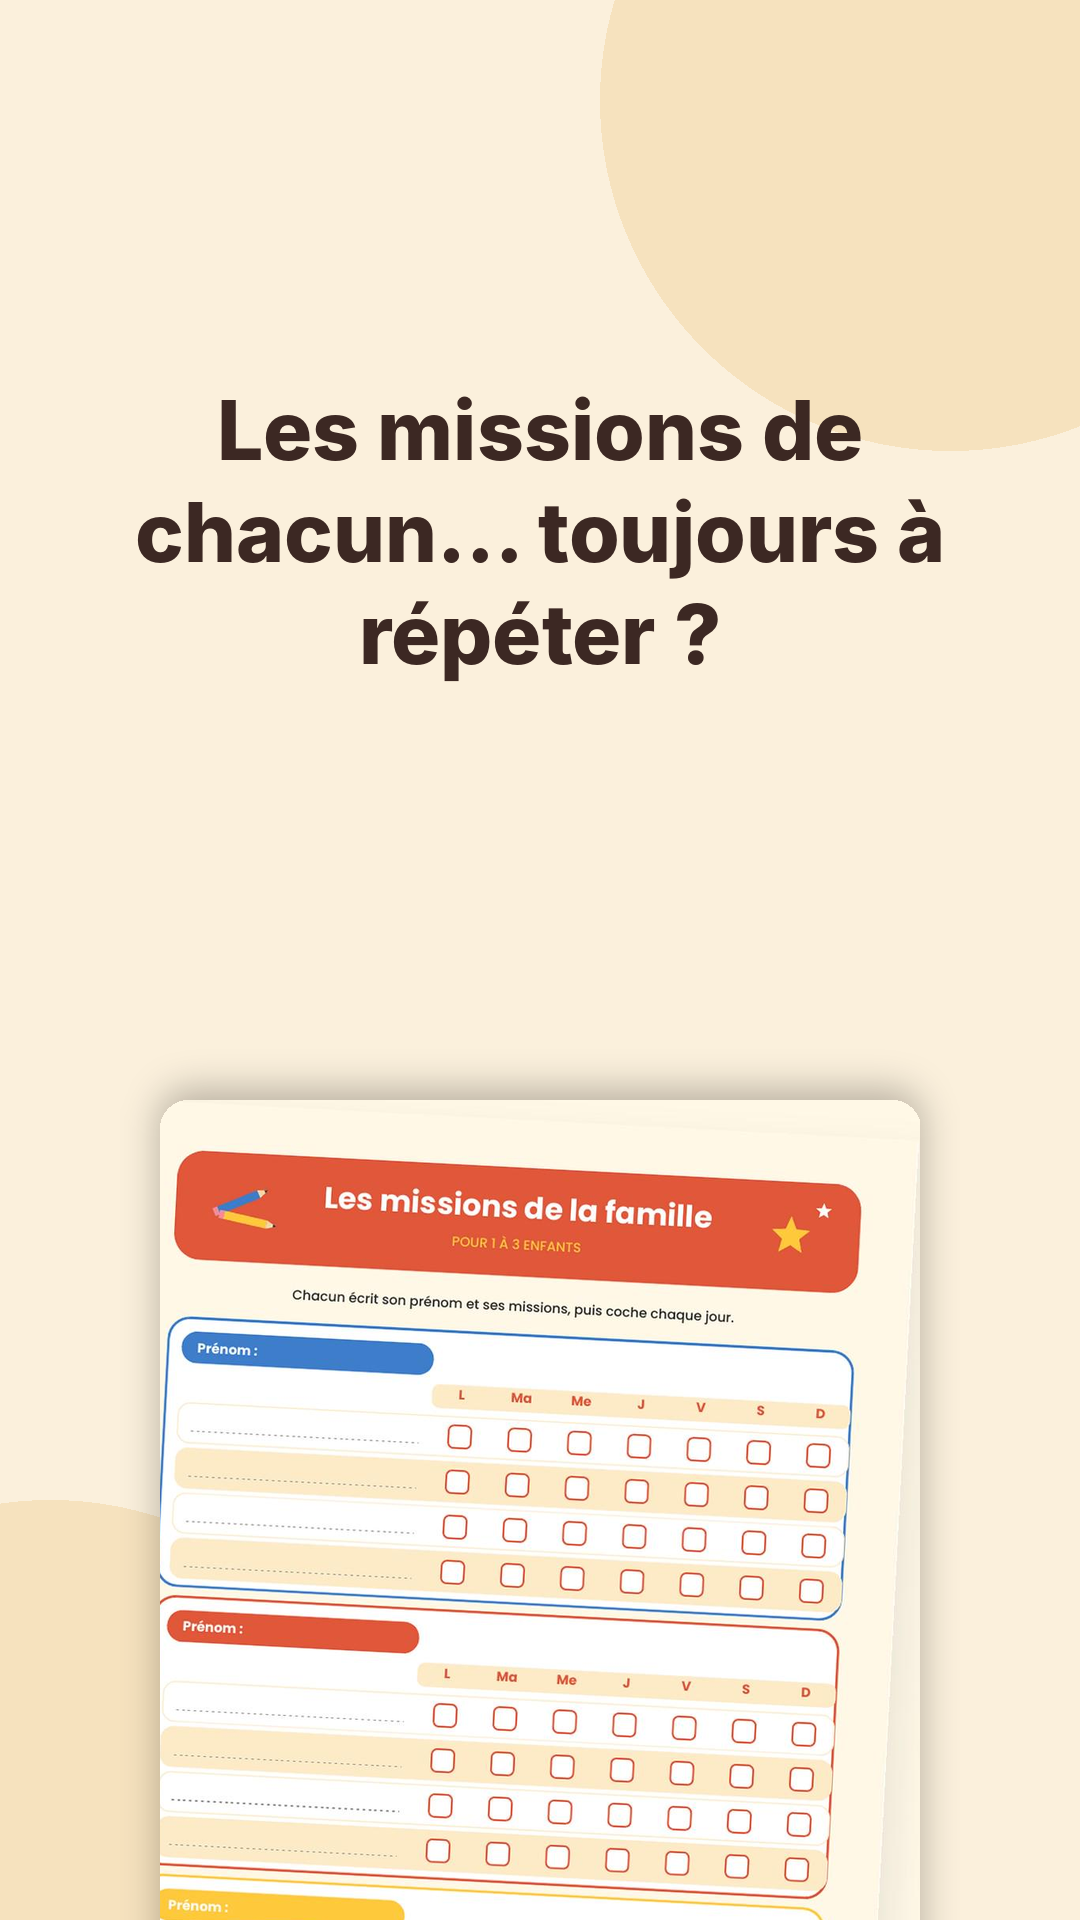 Les missions de
chacun... toujours à
répéter ?
Les missions de la famille
POUR 1 À 3 ENFANTS
Chacun écrit son prénom et ses missions, puis coche chaque jour.
Prénom :
L Ma Me J V S D
Prénom :
L Ma Me J V S D
Prénom :